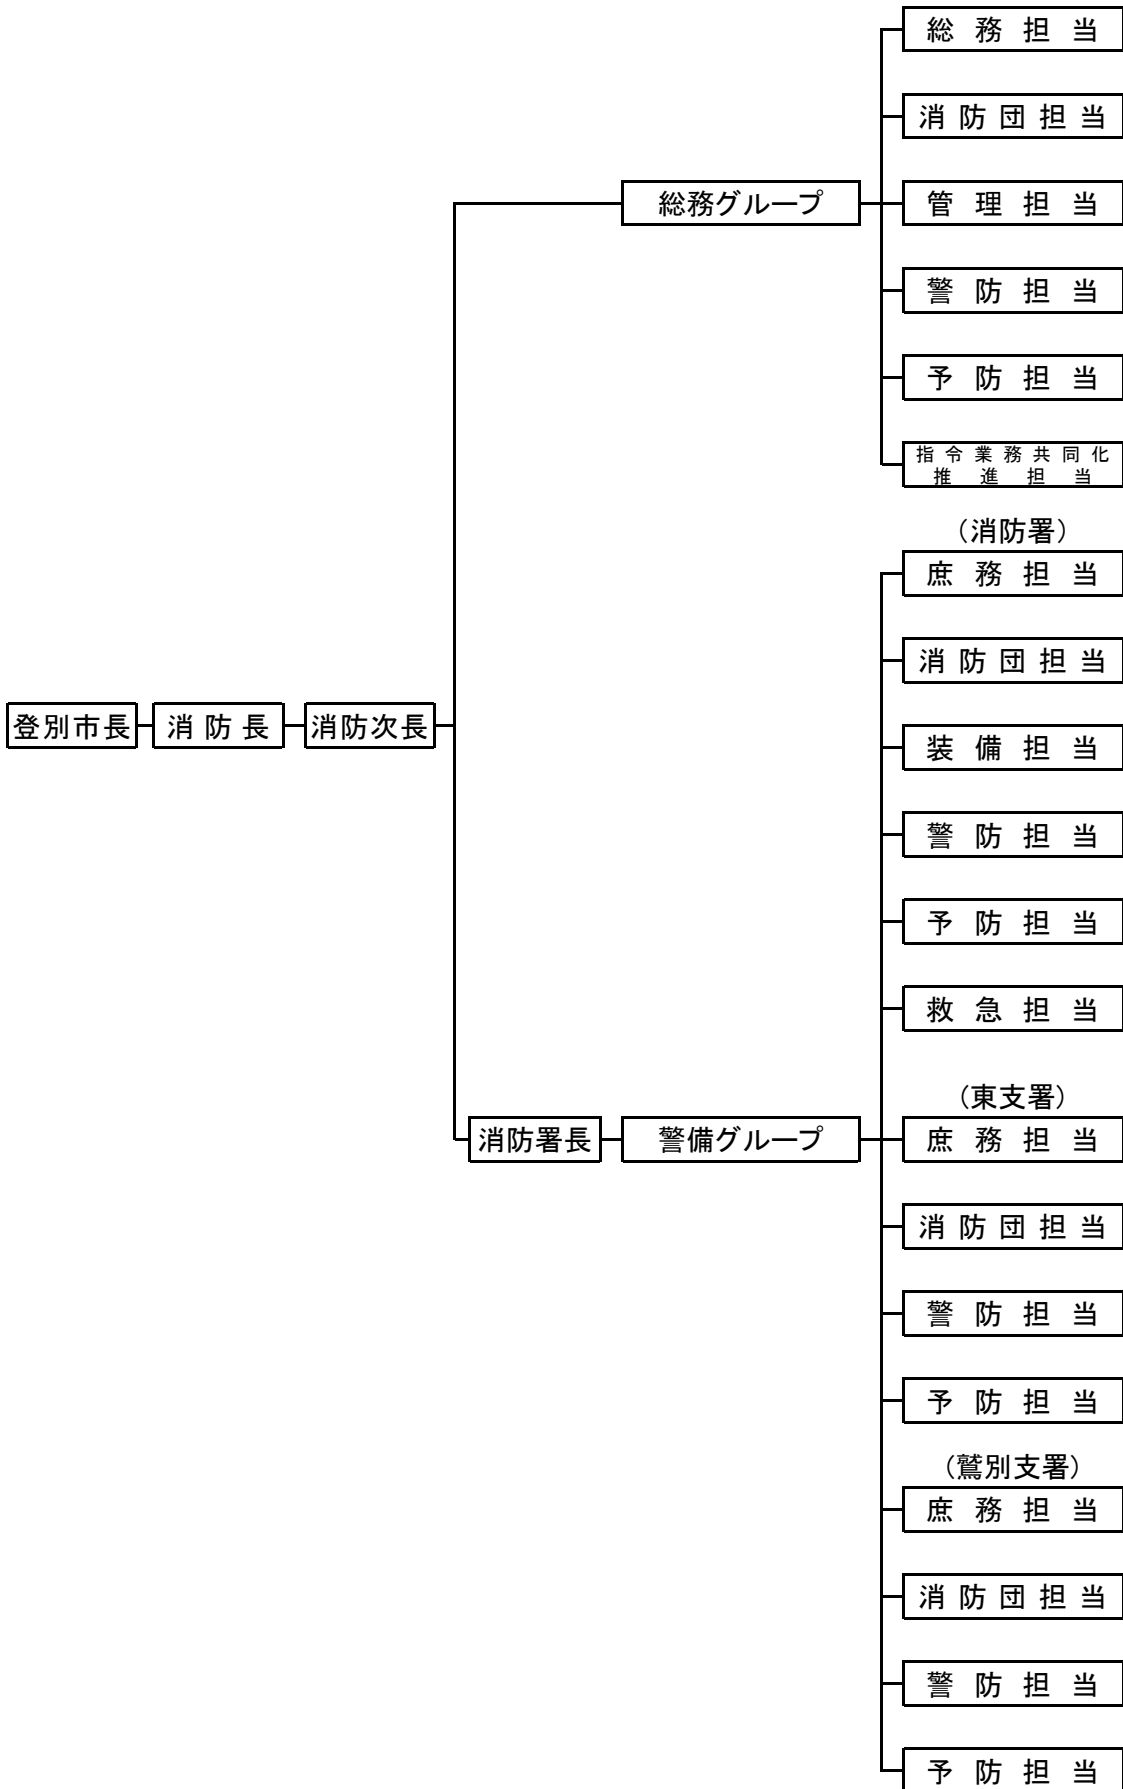 総務担当
消防団担当
総務グループ
管理担当
警防担当
予防担当
指令業務共同化
推進担当
(消防署)
庶務担当
消防団担当
登別市長
消防長
消防次長
装備担当
警防担当
予防担当
救急担当
(東支署)
消防署長
警備グループ
庶務担当
消防団担当
警防担当
予防担当
(鷲別支署)
庶務担当
消防団担当
警防担当
予防担当